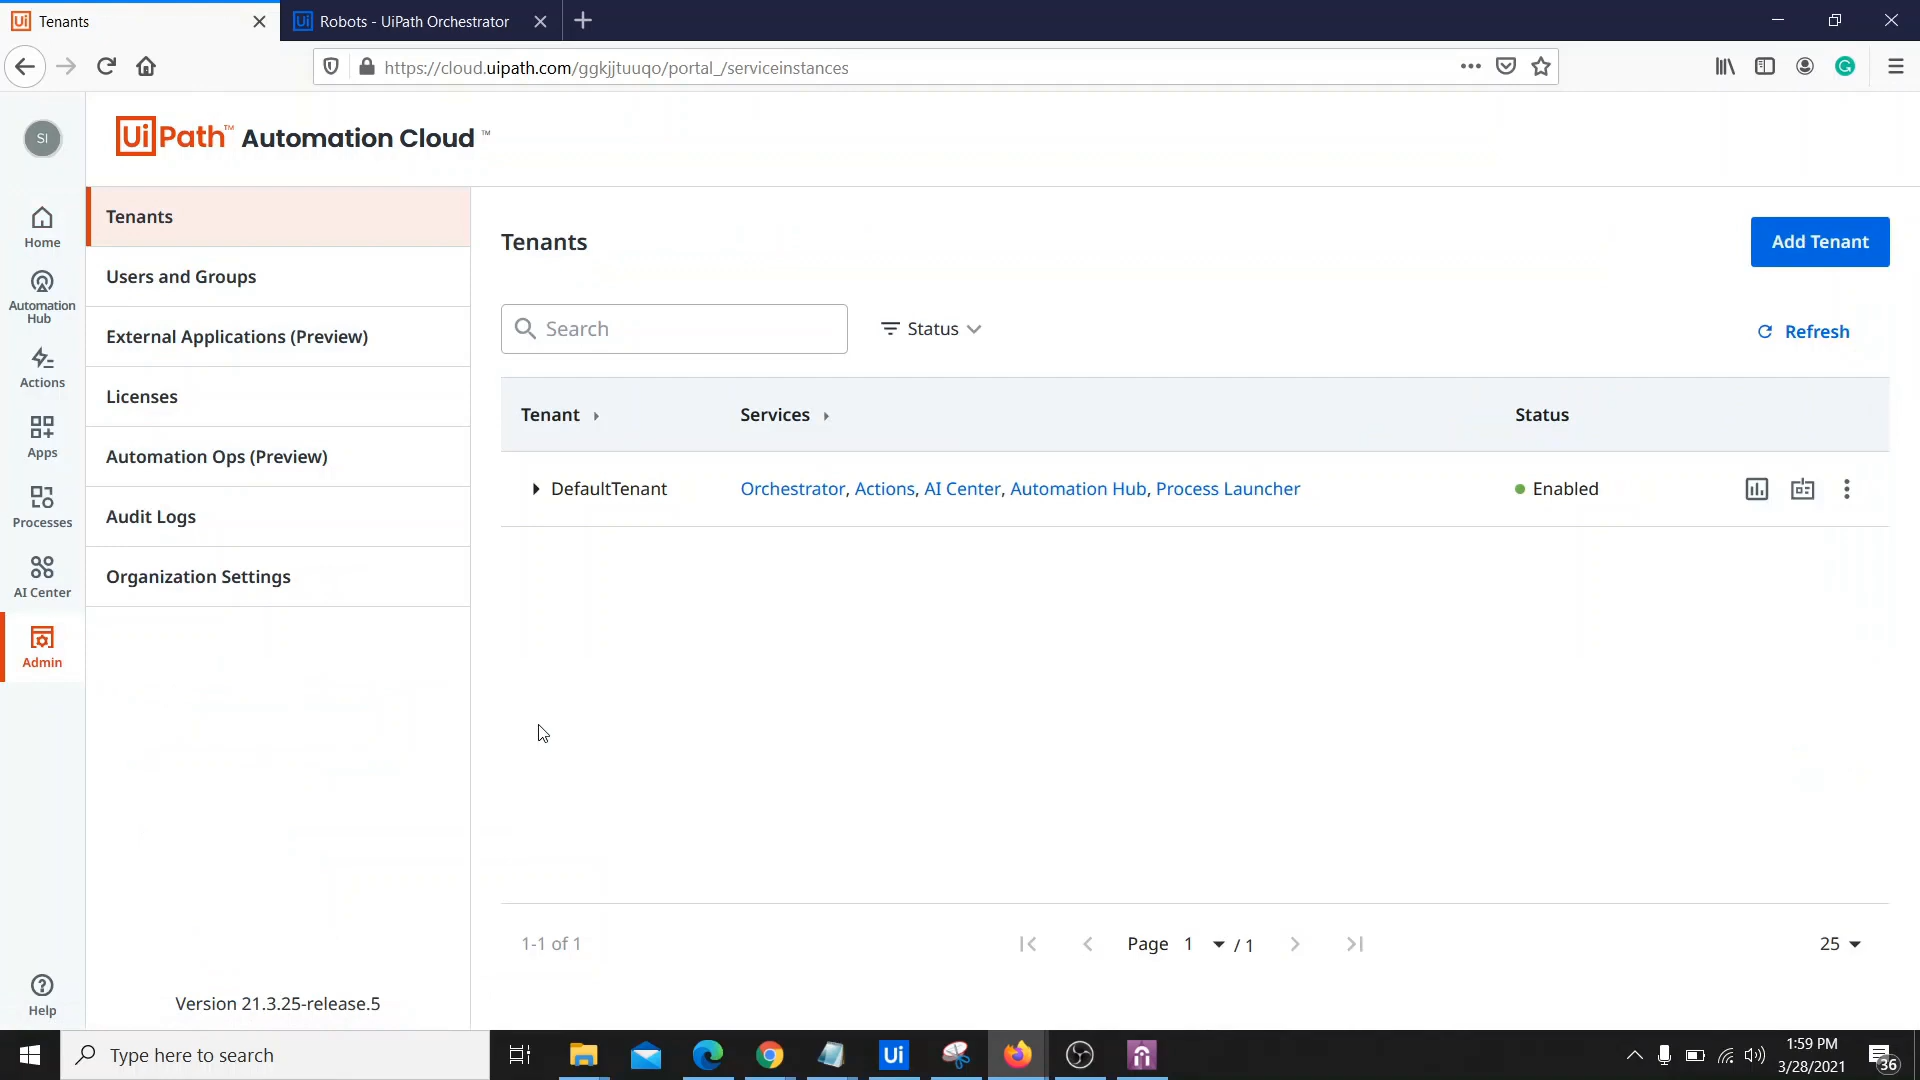 Tenants
Robots - UiPath Orchestrator
https://cloud.uipath.com/ggkjjtuuqo/portal_/serviceinstances
SI
UiPath™ Automation Cloud ™
Home
Automation
Hub
Actions
Apps
Processes
AI Center
Admin
Help
Tenants
Users and Groups
External Applications (Preview)
Licenses
Automation Ops (Preview)
Audit Logs
Organization Settings
Version 21.3.25-release.5
Tenants
Add Tenant
Search
Status
Refresh
Tenant Services Status
DefaultTenant Orchestrator, Actions, AI Center, Automation Hub, Process Launcher Enabled
1-1 of 1 Page 1 / 1 25
Type here to search
Ui
1:59 PM
3/28/2021
36